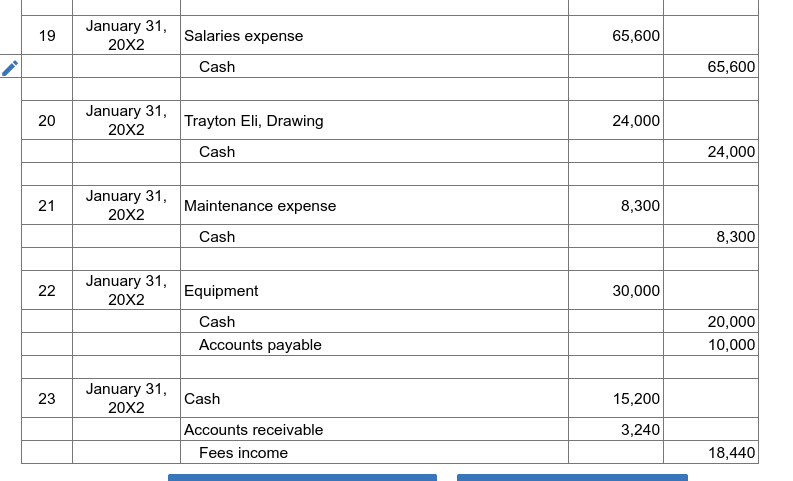 19 January 31, 20X2 Salaries expense 65,600
Cash 65,600
20 January 31, 20X2 Trayton Eli, Drawing 24,000
Cash 24,000
21 January 31, 20X2 Maintenance expense 8,300
Cash 8,300
22 January 31, 20X2 Equipment 30,000
Cash 20,000
Accounts payable 10,000
23 January 31, 20X2 Cash 15,200
Accounts receivable 3,240
Fees income 18,440